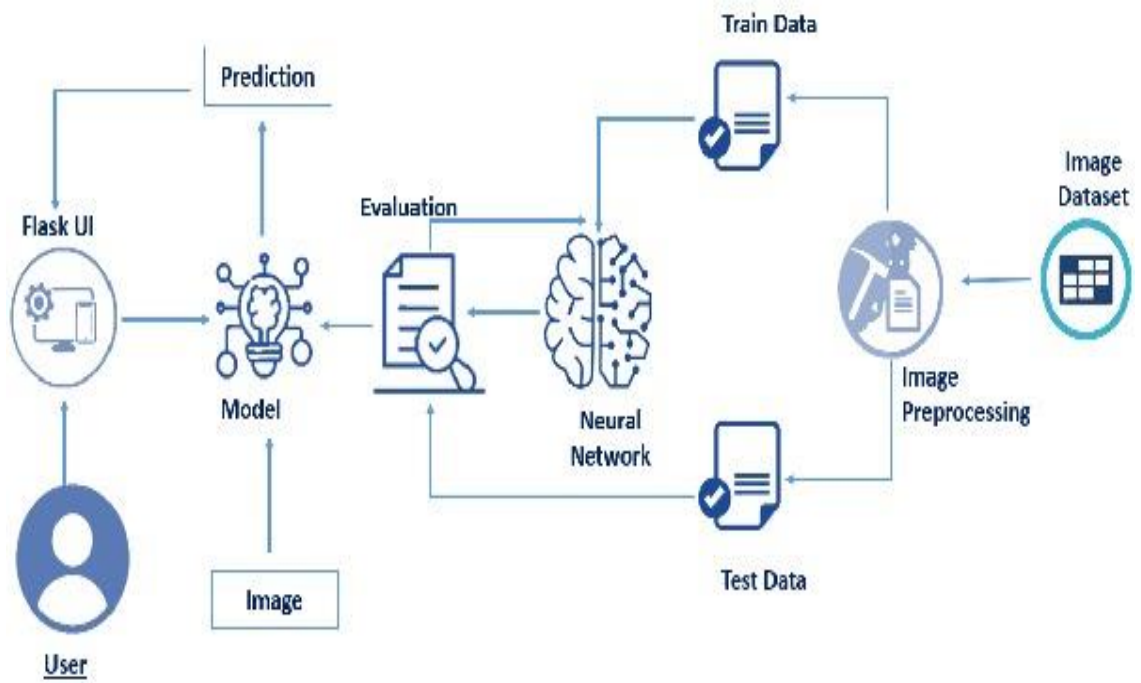 Train Data
Prediction
Image
Dataset
Evaluation
Flask UI
Image
Preprocessing
Model
Neural
Network
Test Data
Image
User